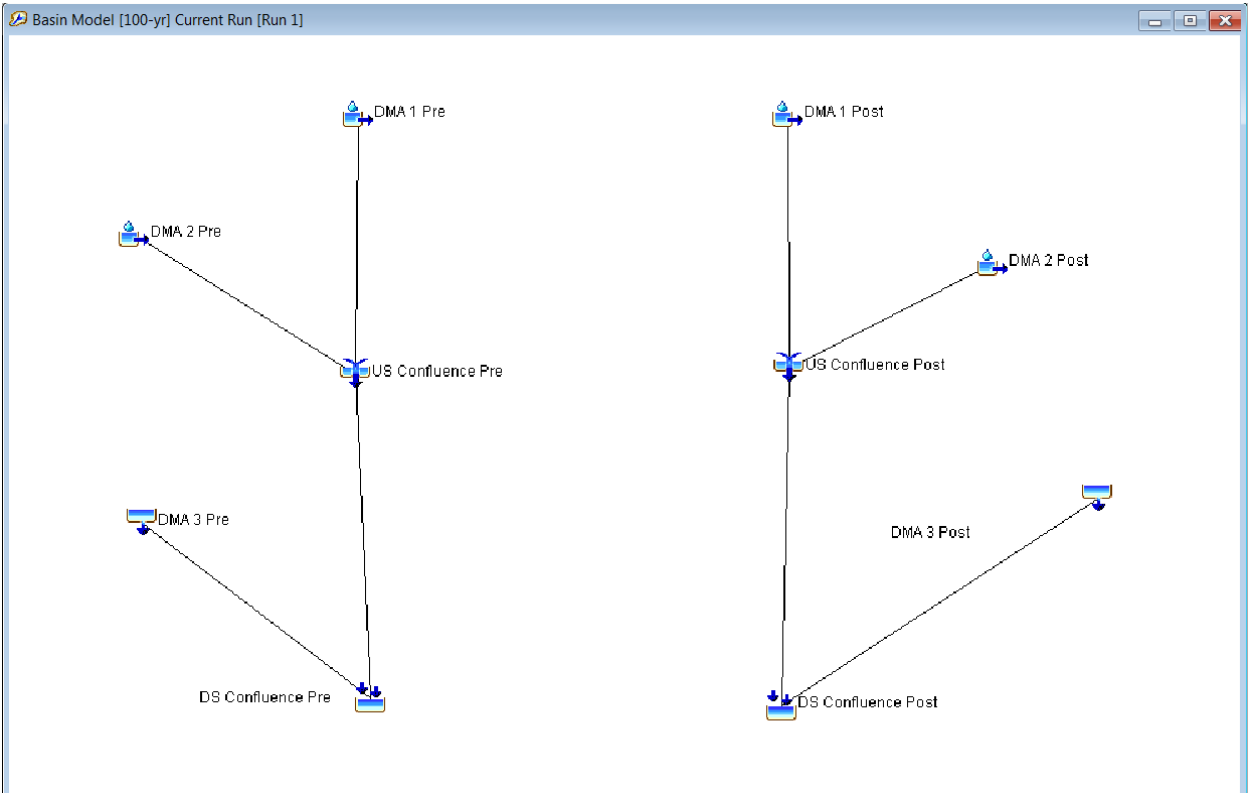 Basin Model [100-yr] Current Run [Run 1]
DMA 1 Pre
DMA 1 Post
DMA 2 Pre
DMA 2 Post
US Confluence Pre
US Confluence Post
DMA 3 Pre
DMA 3 Post
DS Confluence Pre
DS Confluence Post